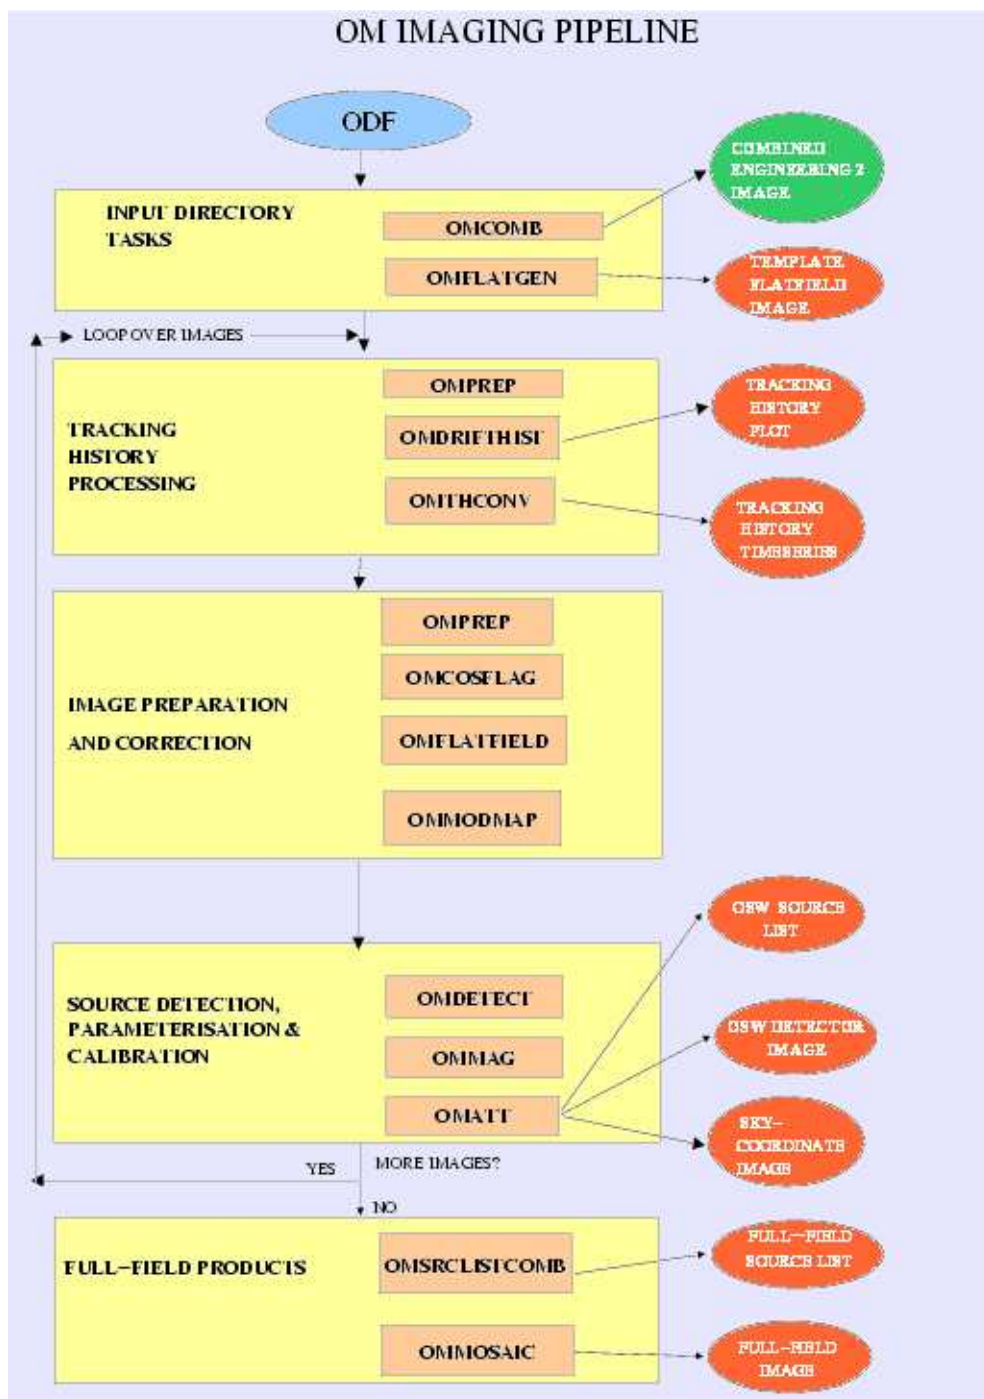 OM IMAGING PIPELINE
ODF
INPUT DIRECTORY
TASKS
OMCOMB
OMFLATGEN
COMBINED
ENGINEERING 2
IMAGE
TEMPLATE
FLATFIELD
IMAGE
LOOP OVER IMAGES
TRACKING
HISTORY
PROCESSING
OMPREP
OMDRIFTHIST
OMTHCONV
TRACKING
HISTORY
PLOT
TRACKING
HISTORY
TIMESERIES
IMAGE PREPARATION
AND CORRECTION
OMPREP
OMCOSFLAG
OMFLATFIELD
OMMODMAP
SOURCE DETECTION,
PARAMETERISATION &
CALIBRATION
OMDETECT
OMMAG
OMATT
OSW SOURCE
LIST
OSW DETECTOR
IMAGE
SKY-
COORDINATE
IMAGE
YES
MORE IMAGES?
NO
FULL-FIELD PRODUCTS
OMSRCLISTCOMB
OMMOSAIC
FULL-FIELD
SOURCE LIST
FULL-FIELD
IMAGE